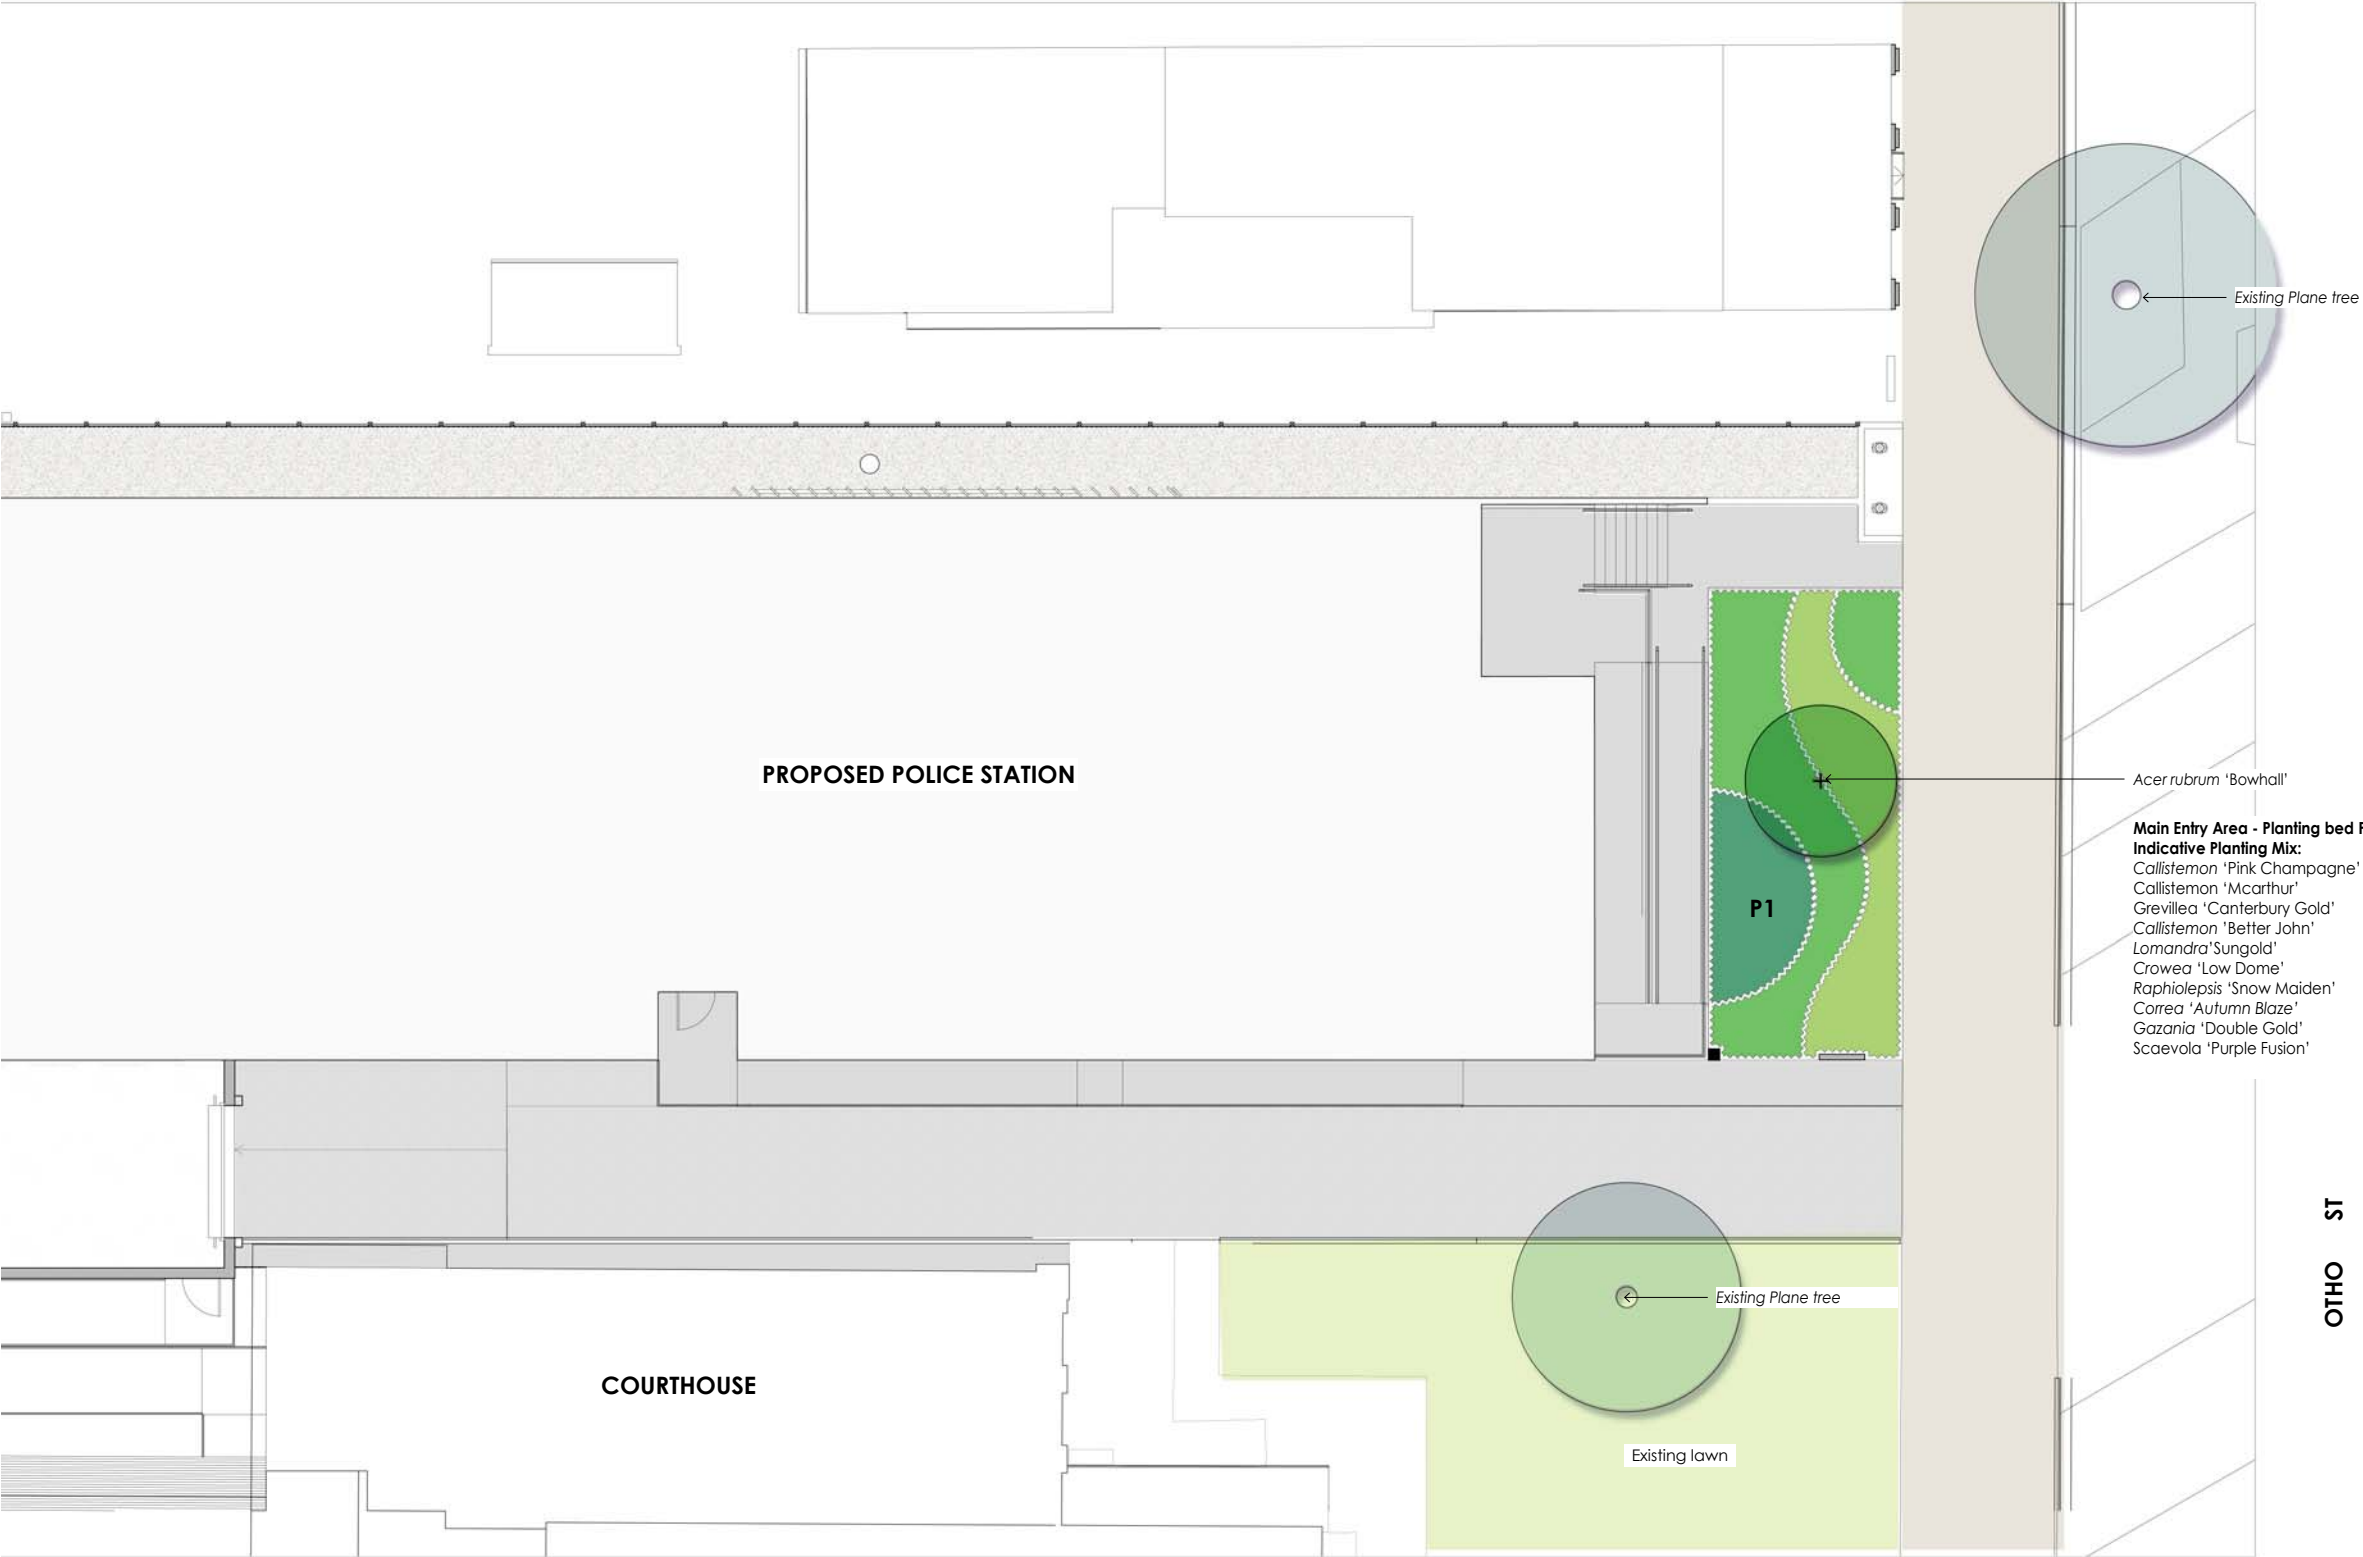 Existing Plane tree
PROPOSED POLICE STATION
Acer rubrum ‘Bowhall’
Main Entry Area - Planting bed
Indicative Planting Mix:
Callistemon ‘Pink Champagne’
Callistemon ‘Mcarthur’
Grevillea ‘Canterbury Gold’
Callistemon ’Better John’
Lomandra’Sungold’
Crowea ‘Low Dome’
Raphiolepsis ‘Snow Maiden’
Correa ‘Autumn Blaze’
Gazania ‘Double Gold’
Scaevola ‘Purple Fusion’
P1
OTHO ST
Existing Plane tree
COURTHOUSE
Existing lawn